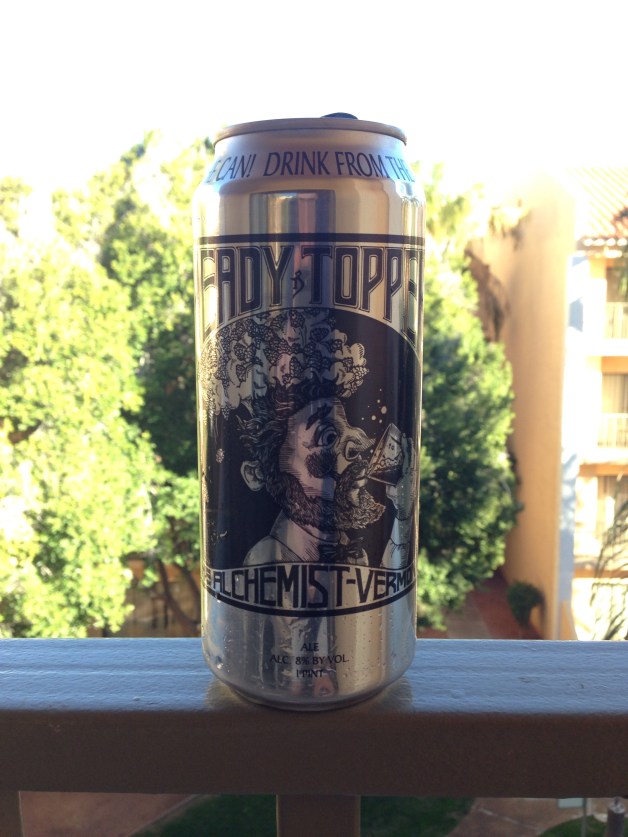 E CAN! DRINK FROM THE
EADY TOPPE
ALCHEMIST-VERMO
ALE
ALC. 8% BY VOL.
1 PINT